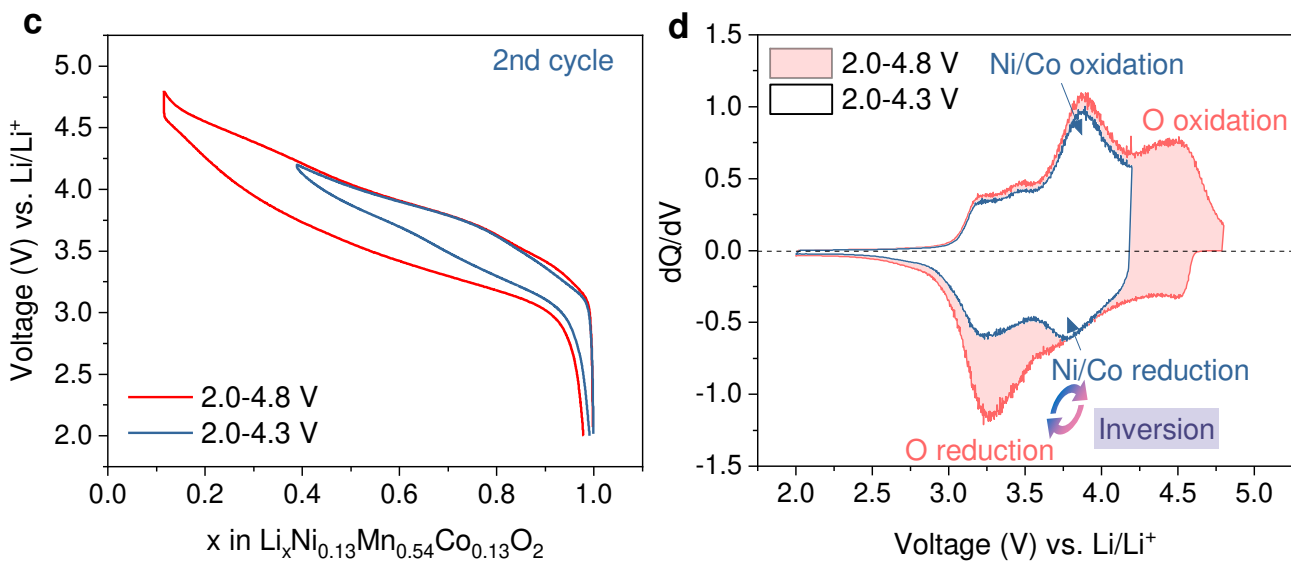 c
2nd cycle
Voltage (V) vs. Li/Li⁺
5.0
4.5
4.0
3.5
3.0
2.5
2.0
2.0-4.8 V
2.0-4.3 V
0.0 0.2 0.4 0.6 0.8 1.0
x in LiₓNi₀.₁₃Mn₀.₅₄Co₀.₁₃O₂
d
2.0-4.8 V
2.0-4.3 V
Ni/Co oxidation
O oxidation
dQ/dV
1.5
1.0
0.5
0.0
-0.5
-1.0
-1.5
Ni/Co reduction
Inversion
O reduction
2.0 2.5 3.0 3.5 4.0 4.5 5.0
Voltage (V) vs. Li/Li⁺